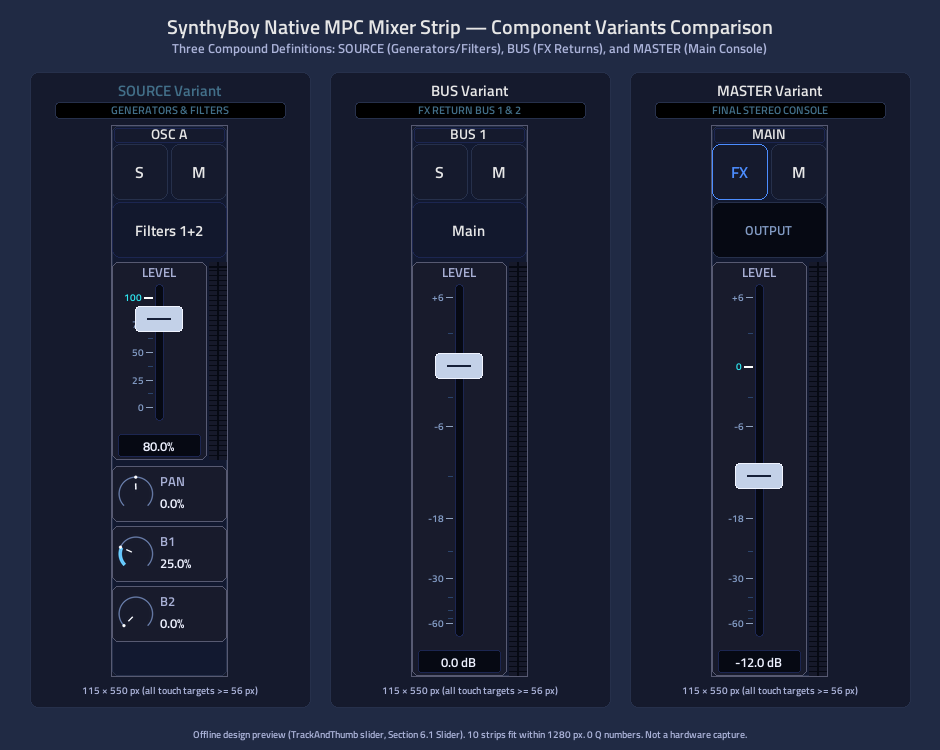 SynthyBoy Native MPC Mixer Strip — Component Variants Comparison
Three Compound Definitions: SOURCE (Generators/Filters), BUS (FX Returns), and MASTER (Main Console)
SOURCE Variant
GENERATORS & FILTERS
OSC A
S M
Filters 1+2
LEVEL
100
50
25
0
80.0%
PAN
0.0%
B1
25.0%
B2
0.0%
115 × 550 px (all touch targets >= 56 px)
BUS Variant
FX RETURN BUS 1 & 2
BUS 1
S M
Main
LEVEL
+6
-6
-18
-30
-60
0.0 dB
115 × 550 px (all touch targets >= 56 px)
MASTER Variant
FINAL STEREO CONSOLE
MAIN
FX M
OUTPUT
LEVEL
+6
0
-6
-18
-30
-60
-12.0 dB
115 × 550 px (all touch targets >= 56 px)
Offline design preview (TrackAndThumb slider, Section 6.1 Slider). 10 strips fit within 1280 px. 0 Q numbers. Not a hardware capture.